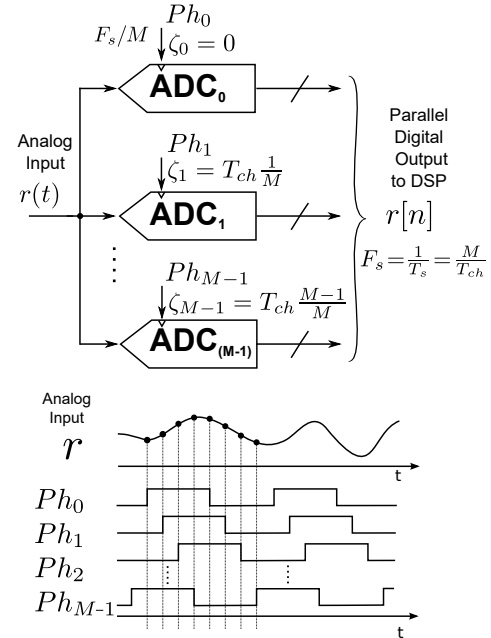 Ph_0
F_s/M
ζ_0 = 0
ADC_0
Parallel
Digital
Output
to DSP
r[n]
F_s = 1/T_s = M/T_ch
Analog
Input
r(t)
Ph_1
ζ_1 = T_ch 1/M
ADC_1
Ph_{M−1}
ζ_{M−1} = T_ch (M−1)/M
ADC_(M-1)
Analog
Input
r
t
Ph_0
Ph_1
Ph_2
Ph_{M-1}
t